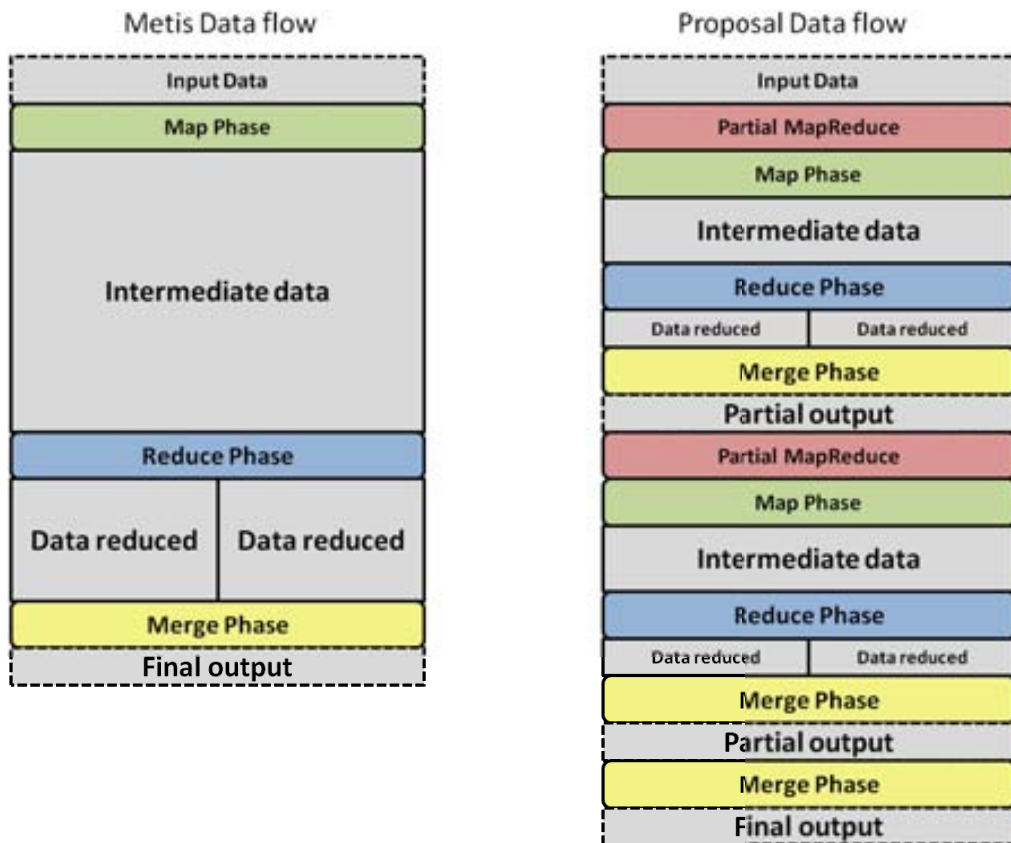 Metis Data flow
Input Data
Map Phase
Intermediate data
Reduce Phase
Data reduced
Data reduced
Merge Phase
Final output
Proposal Data flow
Input Data
Partial MapReduce
Map Phase
Intermediate data
Reduce Phase
Data reduced
Data reduced
Merge Phase
Partial output
Partial MapReduce
Map Phase
Intermediate data
Reduce Phase
Data reduced
Data reduced
Merge Phase
Partial output
Merge Phase
Final output